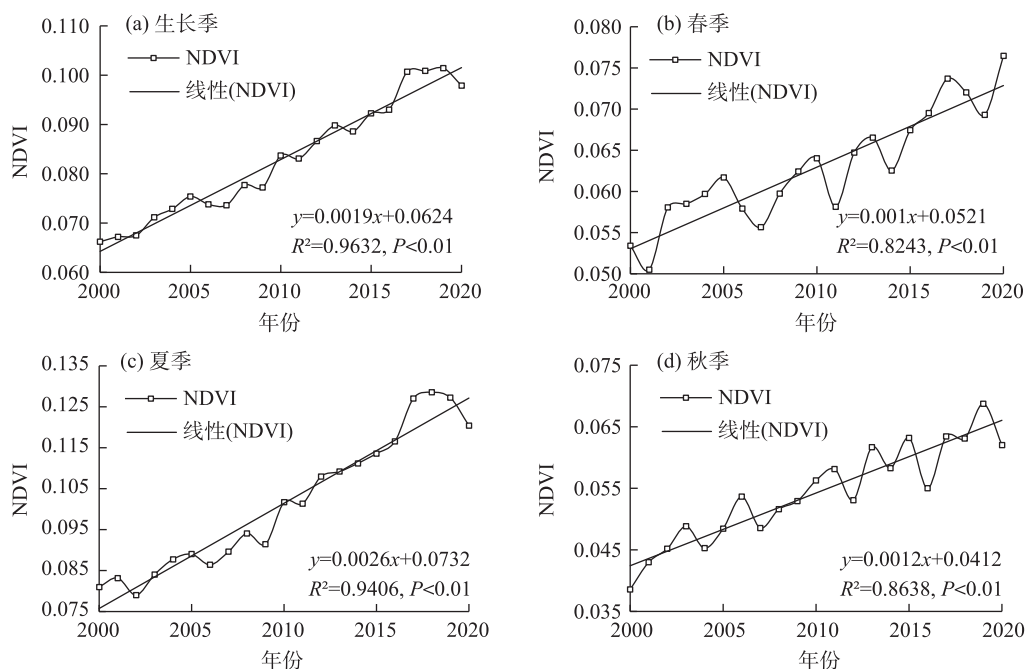 (a) 生长季
0.110
0.100
0.090
0.080
0.070
0.060
NDVI
NDVI
线性(NDVI)
y=0.0019x+0.0624
R²=0.9632, P<0.01
2000
2005
2010
2015
2020
年份
(b) 春季
0.080
0.075
0.070
0.065
0.060
0.055
0.050
NDVI
NDVI
线性(NDVI)
y=0.001x+0.0521
R²=0.8243, P<0.01
2000
2005
2010
2015
2020
年份
(c) 夏季
0.135
0.125
0.115
0.105
0.095
0.085
0.075
NDVI
NDVI
线性(NDVI)
y=0.0026x+0.0732
R²=0.9406, P<0.01
2000
2005
2010
2015
2020
年份
(d) 秋季
0.075
0.065
0.055
0.045
0.035
NDVI
NDVI
线性(NDVI)
y=0.0012x+0.0412
R²=0.8638, P<0.01
2000
2005
2010
2015
2020
年份